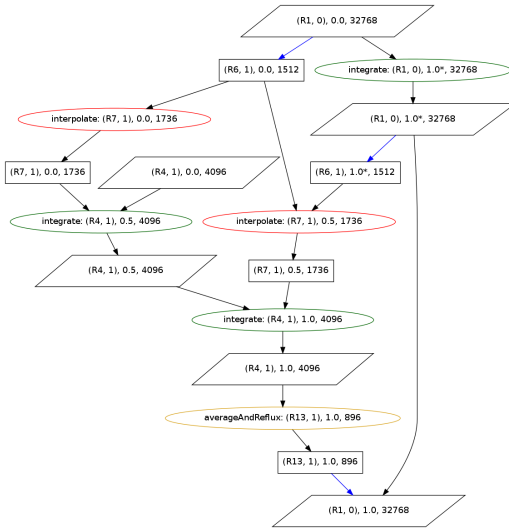 (R1, 0), 0.0, 32768
(R6, 1), 0.0, 1512
integrate: (R1, 0), 1.0*, 32768
interpolate: (R7, 1), 0.0, 1736
(R1, 0), 1.0*, 32768
(R7, 1), 0.0, 1736
(R4, 1), 0.0, 4096
(R6, 1), 1.0*, 1512
integrate: (R4, 1), 0.5, 4096
interpolate: (R7, 1), 0.5, 1736
(R4, 1), 0.5, 4096
(R7, 1), 0.5, 1736
integrate: (R4, 1), 1.0, 4096
(R4, 1), 1.0, 4096
averageAndReflux: (R13, 1), 1.0, 896
(R13, 1), 1.0, 896
(R1, 0), 1.0, 32768